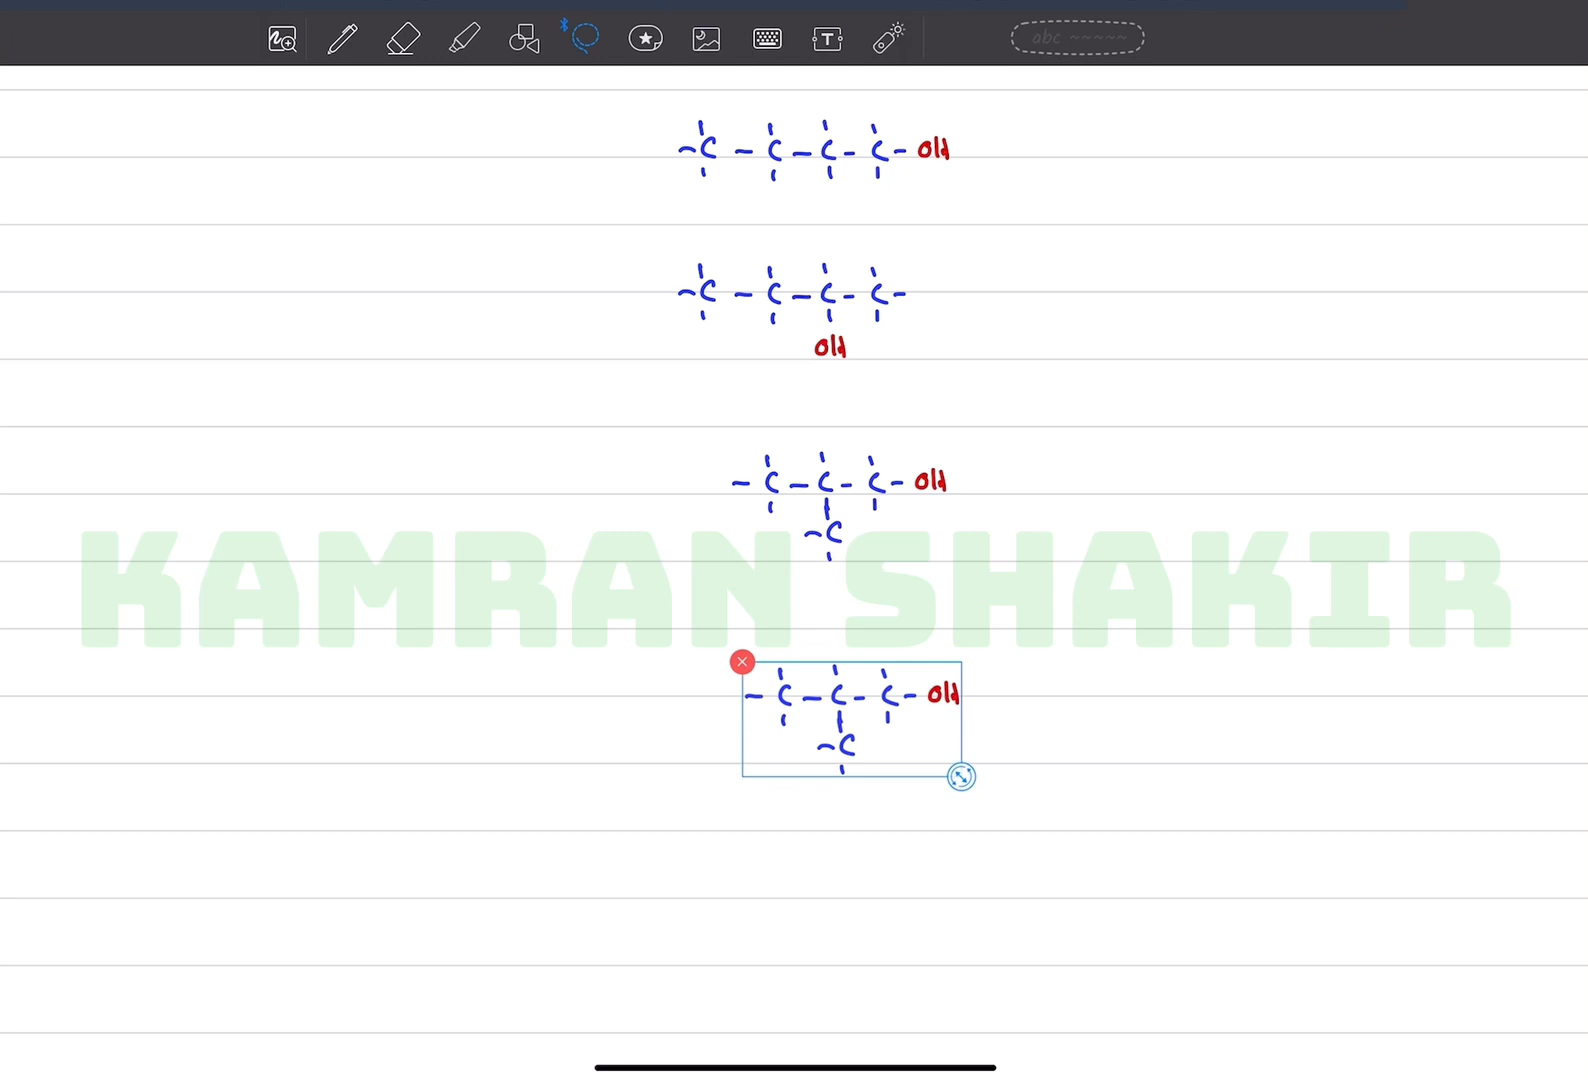 abc
- C - C - C - C - OH
- C - C - C - C -
OH
- C - C - C - OH
- C
KAMRAN SHAKIR
- C - C - C - OH
- C